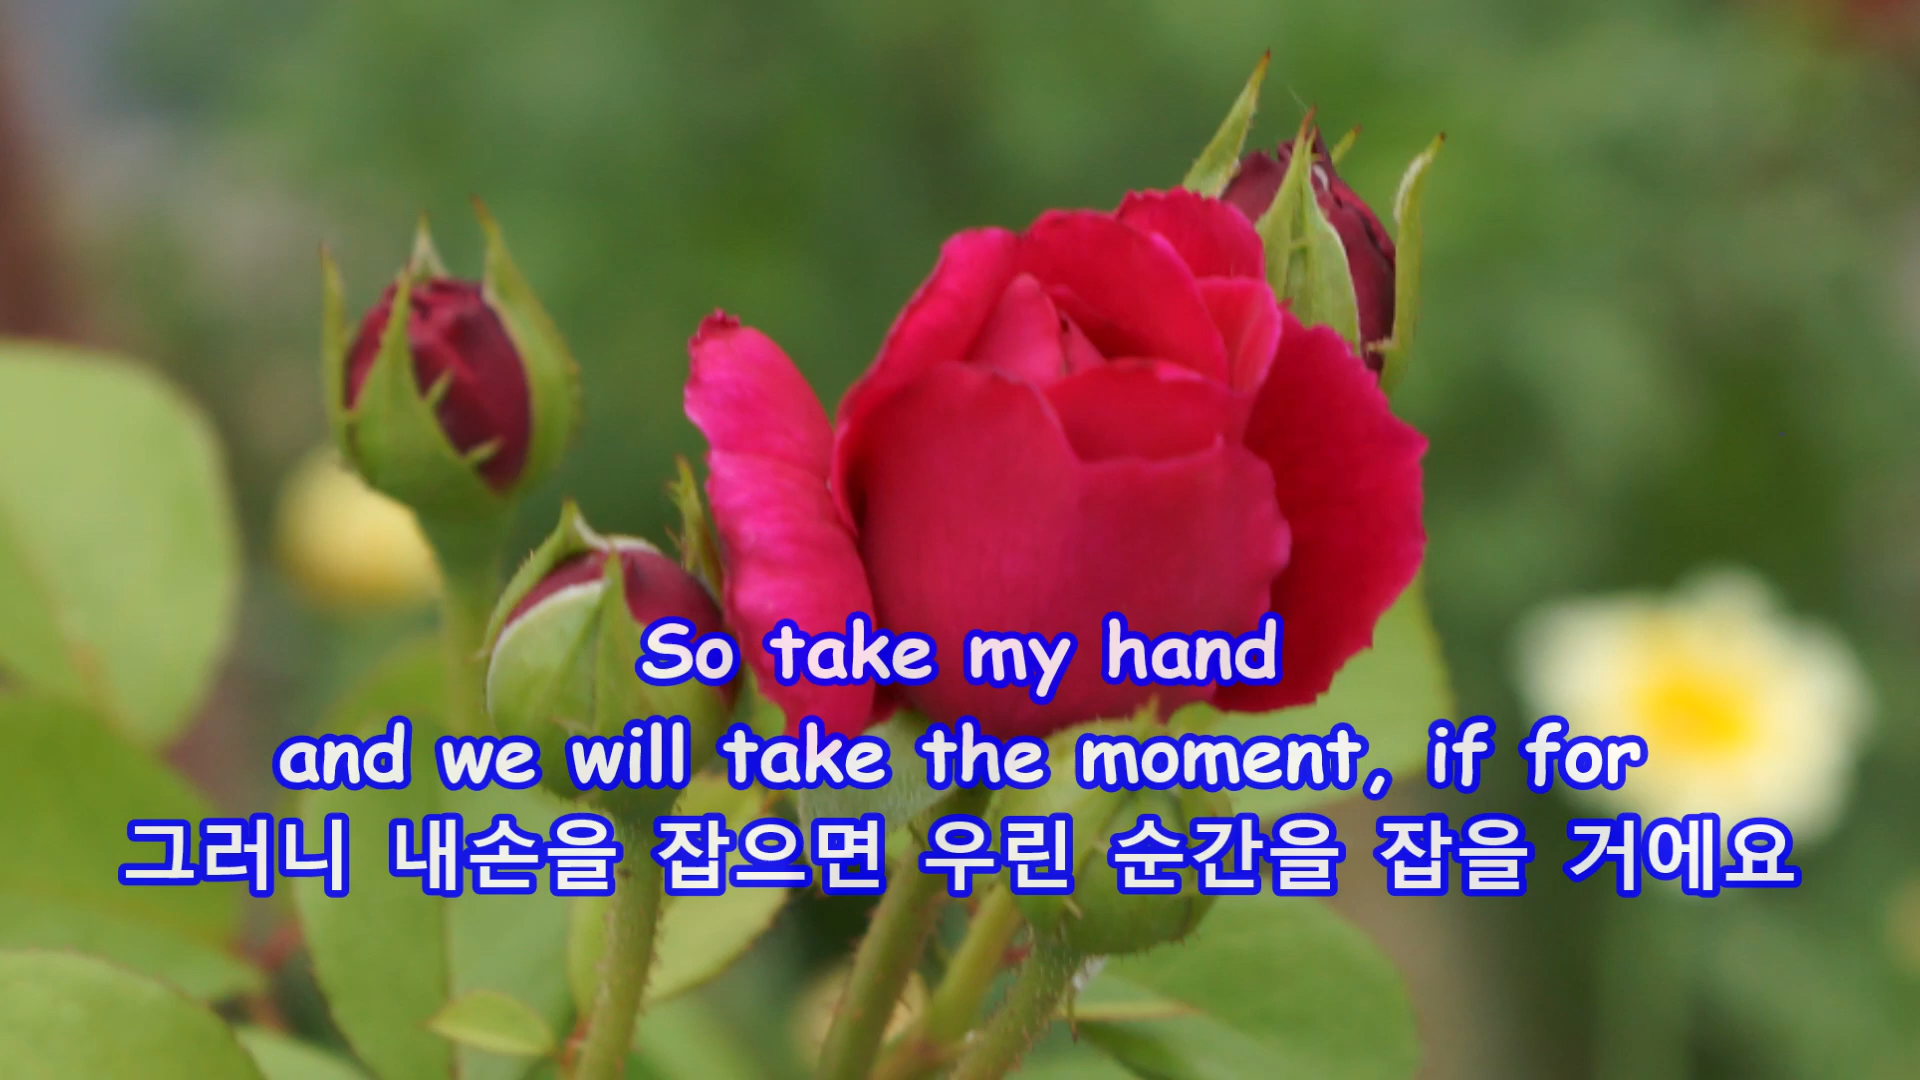 So take my hand
and we will take the moment, if for
그러니 내손을 잡으면 우린 순간을 잡을 거에요